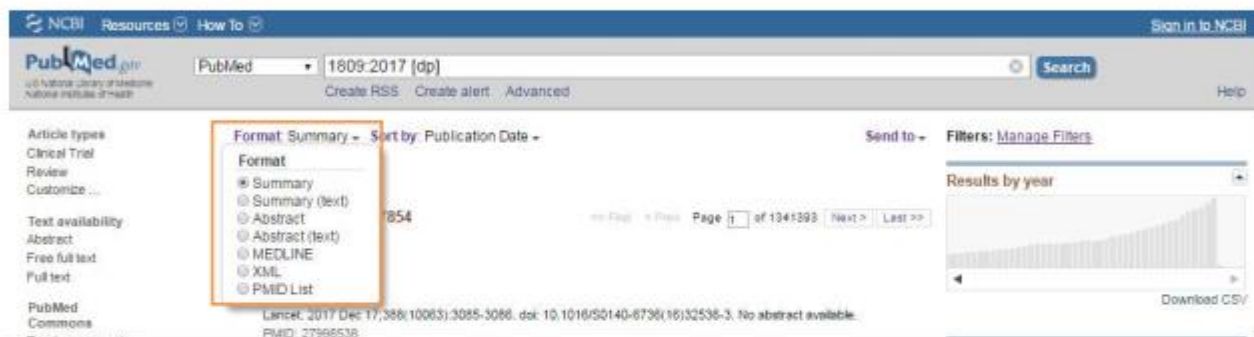 NCBI Resources How To Sign in to NCBI
PubMed.gov
US National Library of Medicine
National Institutes of Health
PubMed 1809:2017 [dp] Search
Create RSS Create alert Advanced
Help
Article types
Clinical Trial
Review
Customize ...
Text availability
Abstract
Free full text
Full text
PubMed
Commons
Format: Summary Sort by: Publication Date Send to
Format
Summary
Summary (text)
Abstract
Abstract (text)
MEDLINE
XML
PMID List
7854
<< First < Prev Page 1 of 1341393 Next > Last >>
Lancet. 2017 Dec 17;388(10063):3085-3086. doi: 10.1016/S0140-6736(16)32536-3. No abstract available.
PMID: 27998538
Filters: Manage Filters
Results by year
Download CSV